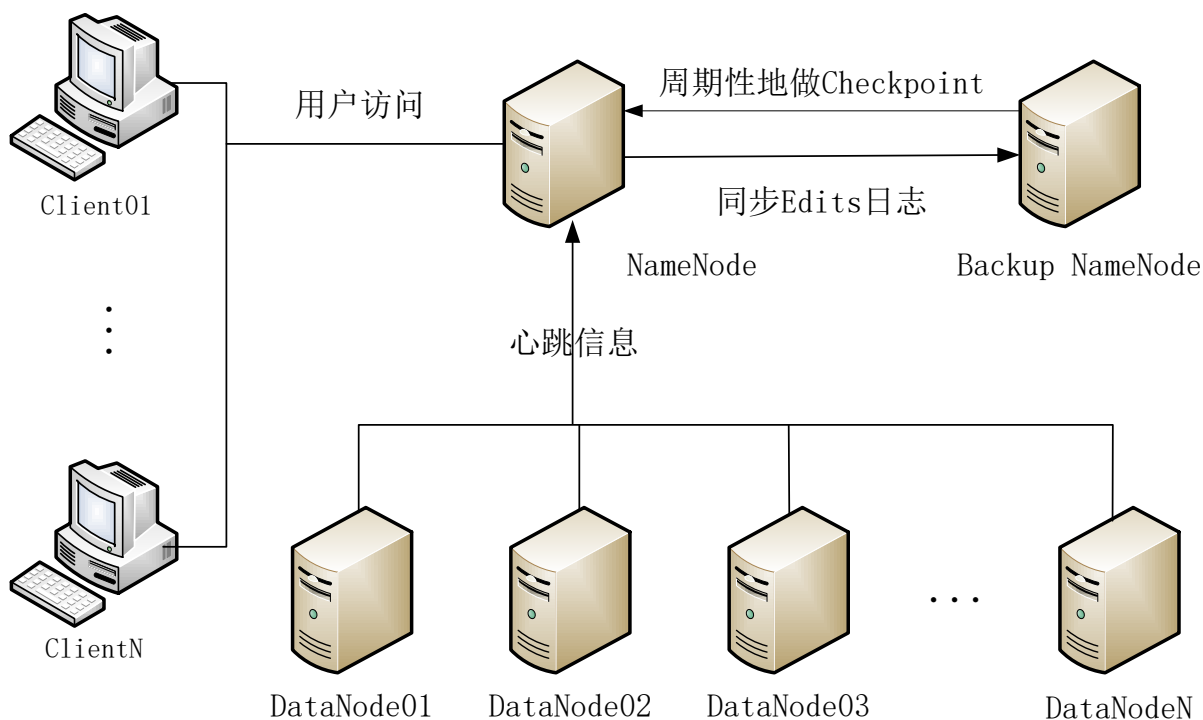 周期性地做Checkpoint
用户访问
Client01
同步Edits日志
NameNode
Backup NameNode
心跳信息
ClientN
DataNode01
DataNode02
DataNode03
DataNodeN